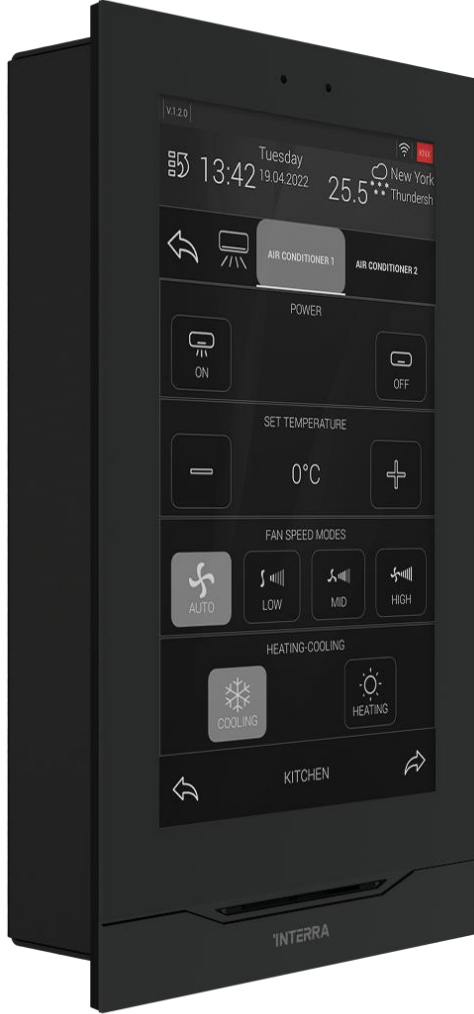 V.1.2.0
KNX
13:42
Tuesday
19.04.2022
25.5
New York
Thundersh
AIR CONDITIONER 1
AIR CONDITIONER 2
POWER
ON
OFF
SET TEMPERATURE
0°C
FAN SPEED MODES
AUTO
LOW
MID
HIGH
HEATING-COOLING
COOLING
HEATING
KITCHEN
INTERRA